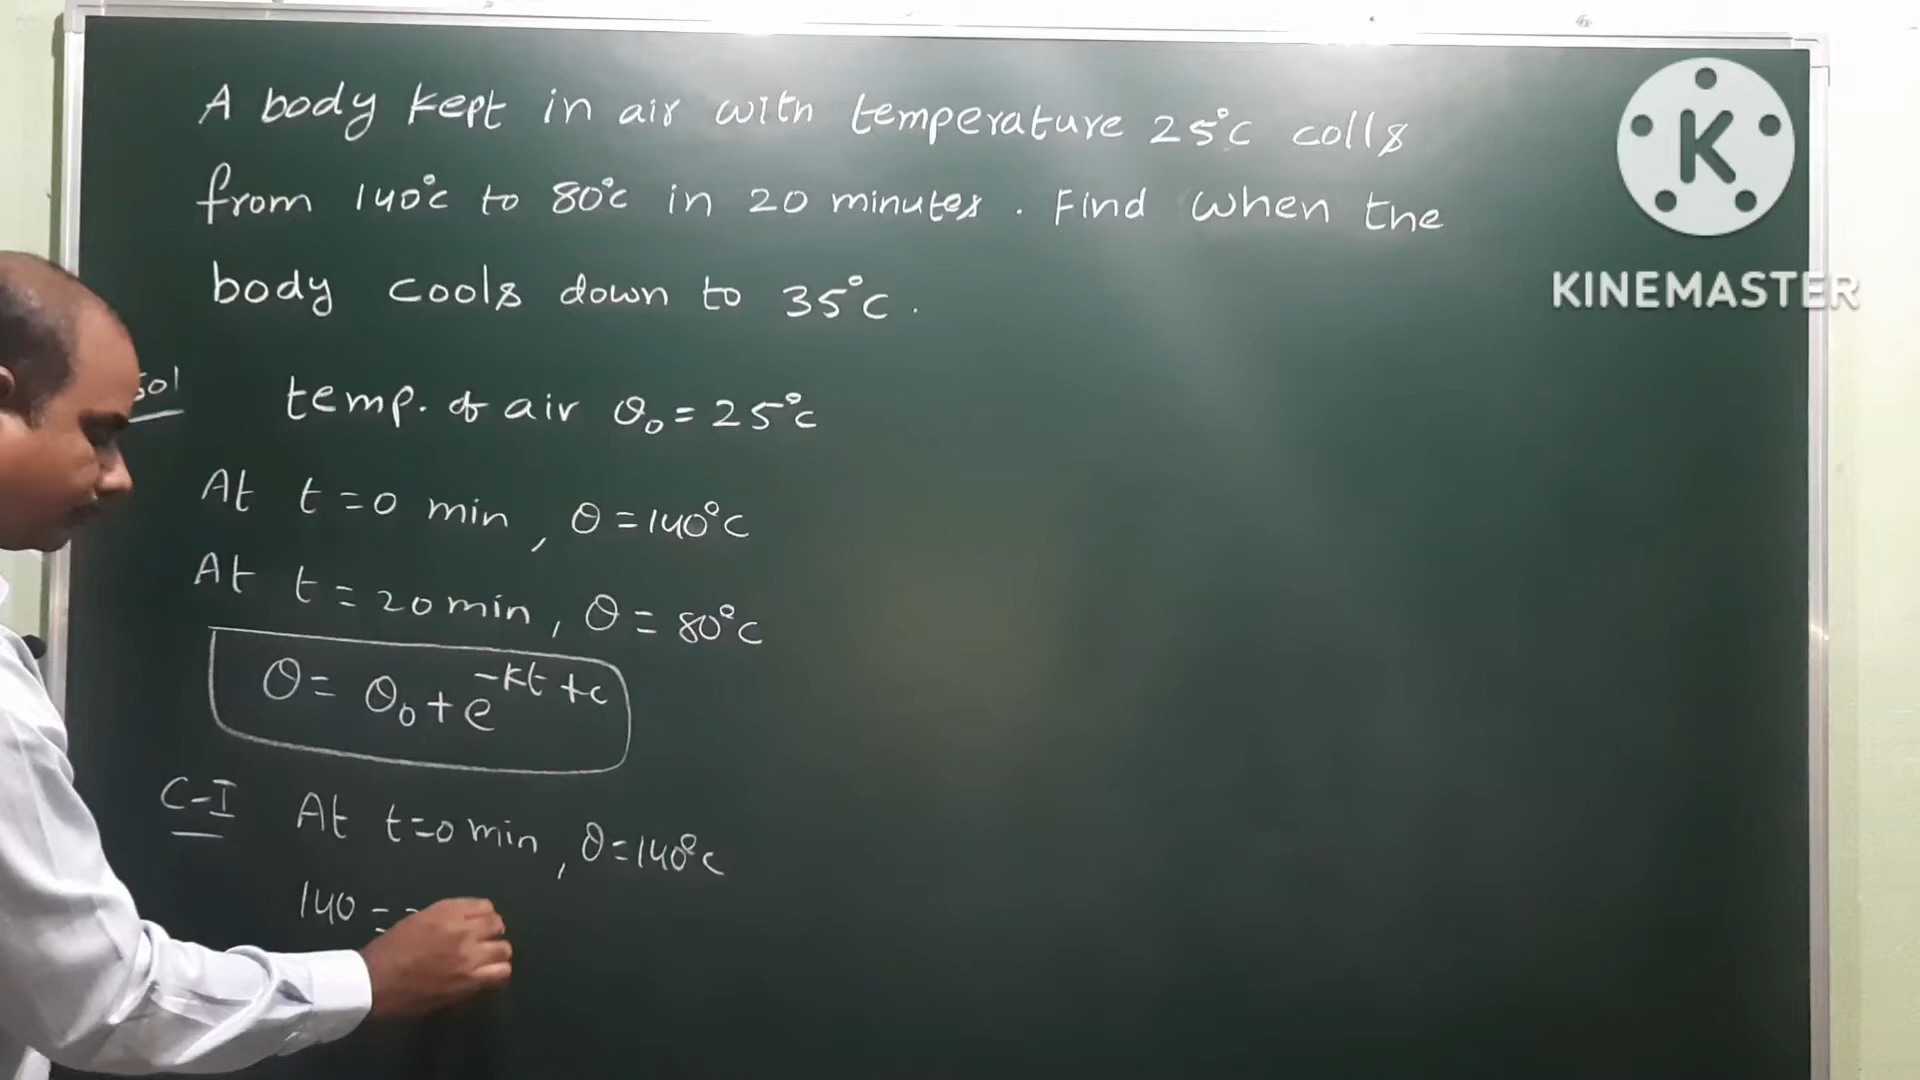 A body kept in air with temperature 25°C colls
from 140°C to 80°C in 20 minutes. Find when the
body cools down to 35°C.
K
KINEMASTER
Sol
temp. of air θ₀ = 25°C
At t=0 min, θ=140°C
At t=20 min, θ = 80°C
θ = θ₀ + e^{-kt+c}
C-I At t=0 min, θ=140°C
140 =